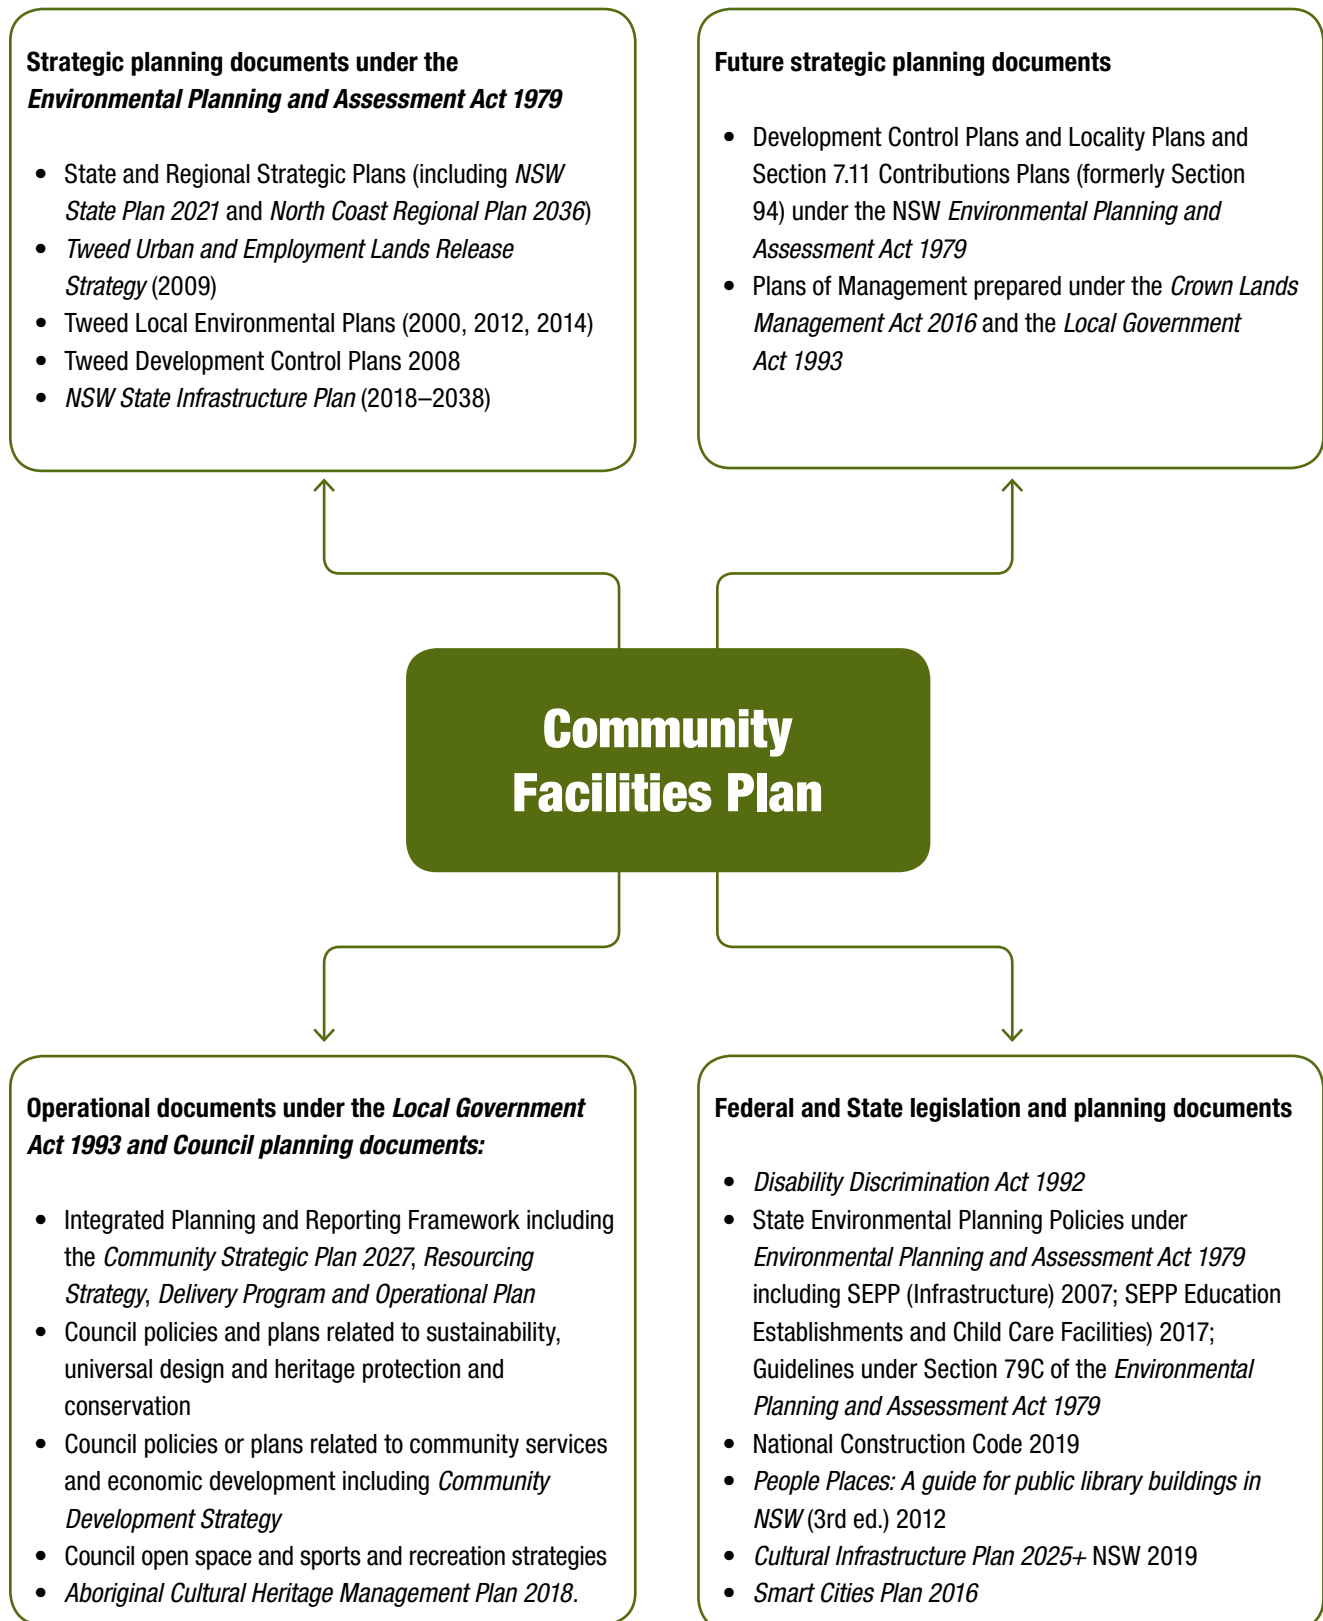 Strategic planning documents under the
Environmental Planning and Assessment Act 1979
• State and Regional Strategic Plans (including NSW
State Plan 2021 and North Coast Regional Plan 2036)
• Tweed Urban and Employment Lands Release
Strategy (2009)
• Tweed Local Environmental Plans (2000, 2012, 2014)
• Tweed Development Control Plans 2008
• NSW State Infrastructure Plan (2018–2038)
Future strategic planning documents
• Development Control Plans and Locality Plans and
Section 7.11 Contributions Plans (formerly Section
94) under the NSW Environmental Planning and
Assessment Act 1979
• Plans of Management prepared under the Crown Lands
Management Act 2016 and the Local Government
Act 1993
Community
Facilities Plan
Operational documents under the Local Government
Act 1993 and Council planning documents:
• Integrated Planning and Reporting Framework including
the Community Strategic Plan 2027, Resourcing
Strategy, Delivery Program and Operational Plan
• Council policies and plans related to sustainability,
universal design and heritage protection and
conservation
• Council policies or plans related to community services
and economic development including Community
Development Strategy
• Council open space and sports and recreation strategies
• Aboriginal Cultural Heritage Management Plan 2018.
Federal and State legislation and planning documents
• Disability Discrimination Act 1992
• State Environmental Planning Policies under
Environmental Planning and Assessment Act 1979
including SEPP (Infrastructure) 2007; SEPP Education
Establishments and Child Care Facilities) 2017;
Guidelines under Section 79C of the Environmental
Planning and Assessment Act 1979
• National Construction Code 2019
• People Places: A guide for public library buildings in
NSW (3rd ed.) 2012
• Cultural Infrastructure Plan 2025+ NSW 2019
• Smart Cities Plan 2016